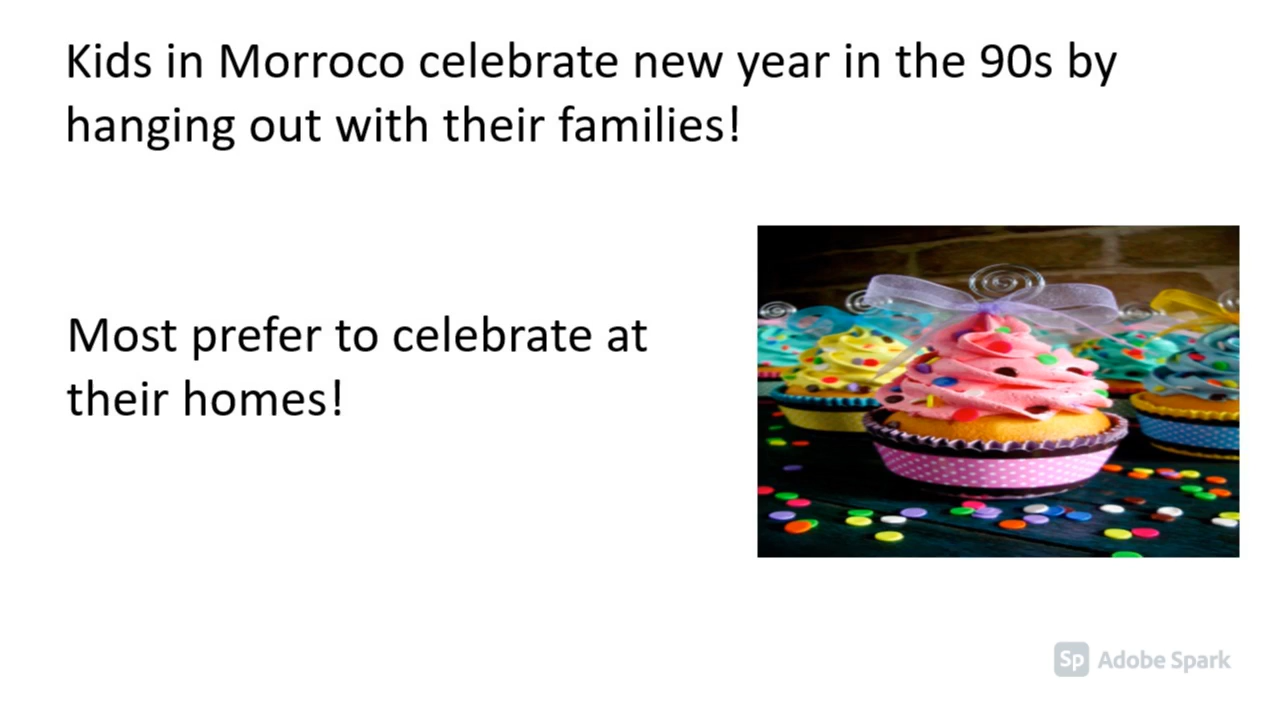 Kids in Morroco celebrate new year in the 90s by
hanging out with their families!
Most prefer to celebrate at
their homes!
Sp Adobe Spark